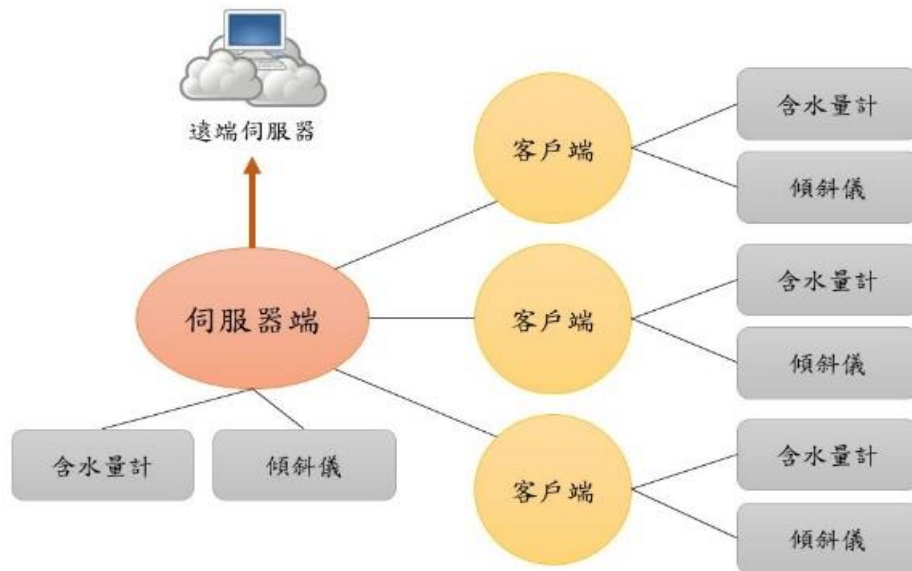 遠端伺服器
伺服器端
含水量計
傾斜儀
客戶端
含水量計
傾斜儀
客戶端
含水量計
傾斜儀
客戶端
含水量計
傾斜儀